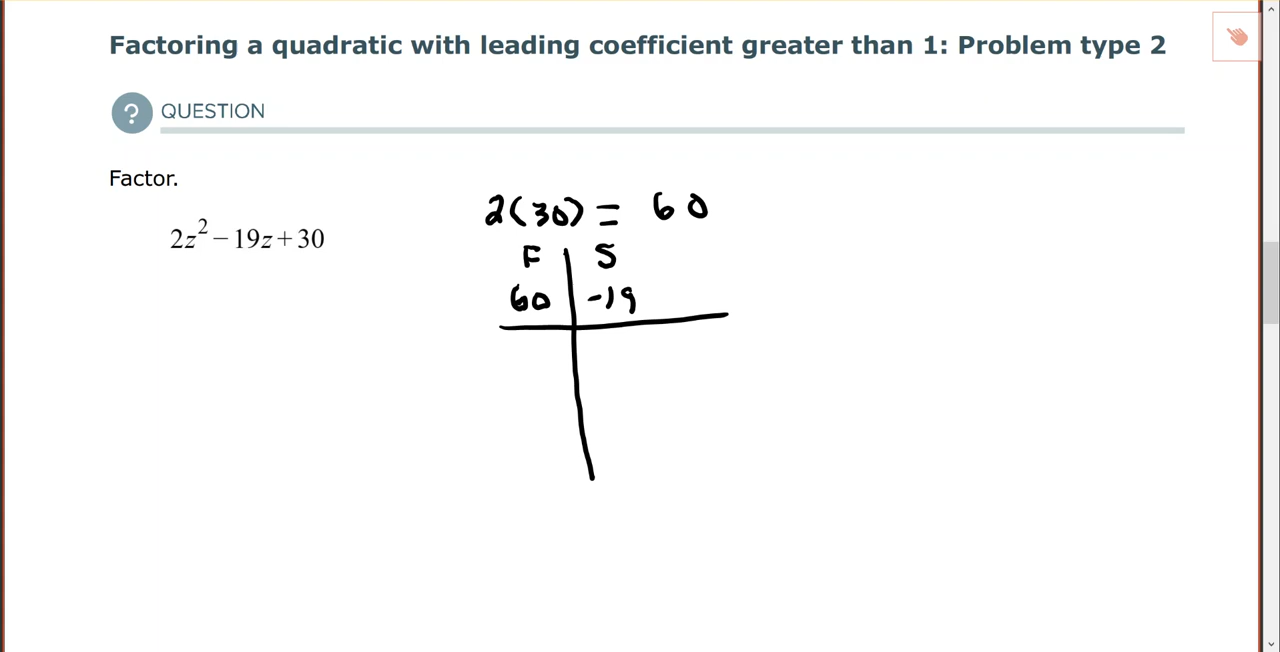 Factoring a quadratic with leading coefficient greater than 1: Problem type 2
? QUESTION
Factor.
2z² − 19z + 30
2(30) = 60
F | S
60 | -19